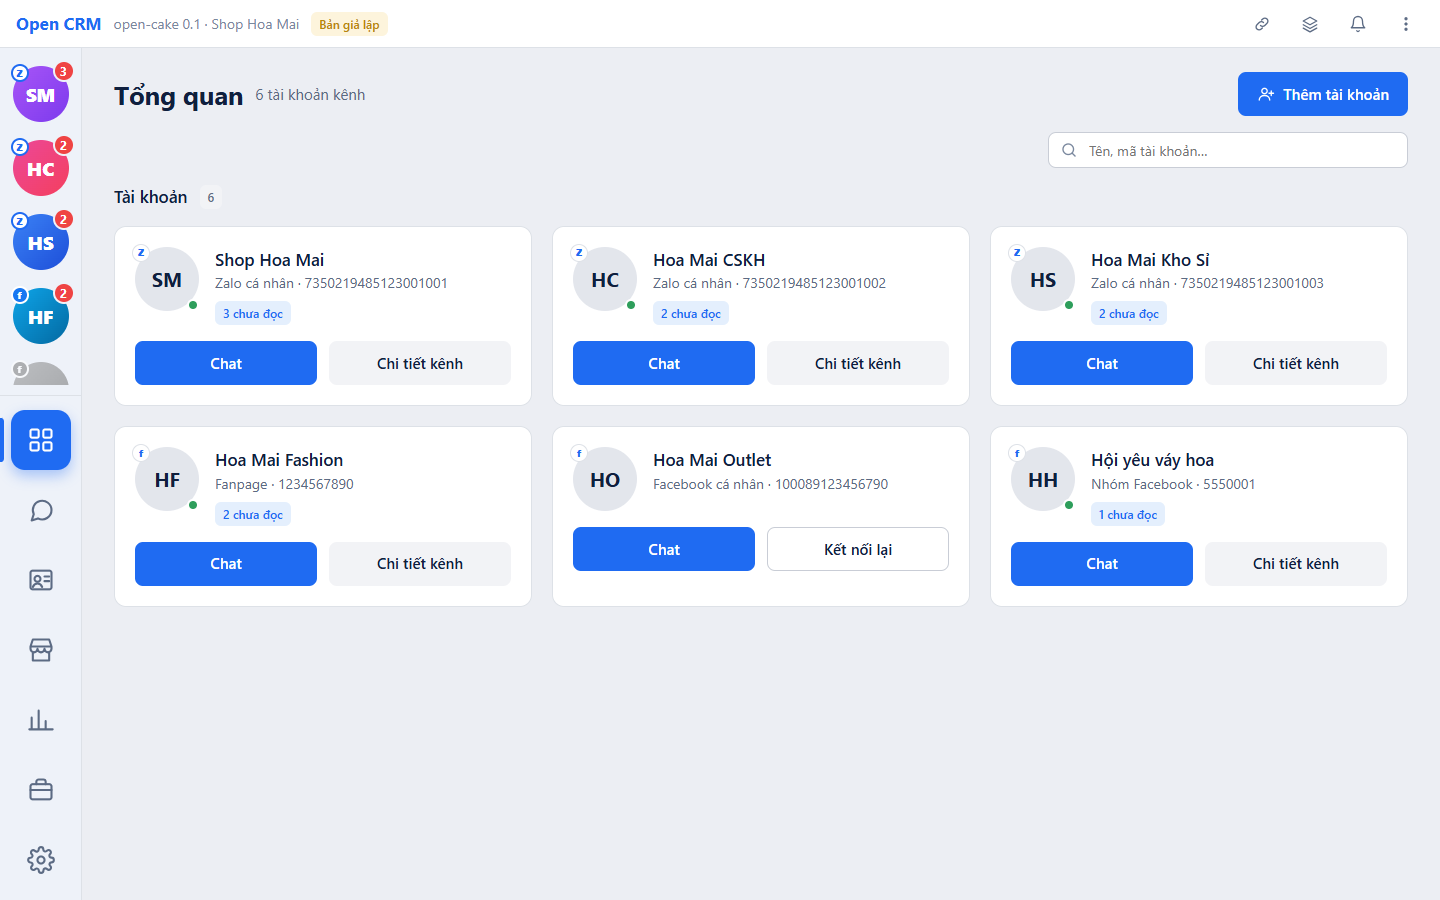 Open CRM open-cake 0.1 · Shop Hoa Mai Bản giả lập
z 3
SM
z 2
HC
z 2
HS
f 2
HF
f
Tổng quan 6 tài khoản kênh
Thêm tài khoản
Tên, mã tài khoản...
Tài khoản 6
z
SM
Shop Hoa Mai
Zalo cá nhân · 7350219485123001001
3 chưa đọc
Chat Chi tiết kênh
z
HC
Hoa Mai CSKH
Zalo cá nhân · 7350219485123001002
2 chưa đọc
Chat Chi tiết kênh
z
HS
Hoa Mai Kho Sỉ
Zalo cá nhân · 7350219485123001003
2 chưa đọc
Chat Chi tiết kênh
f
HF
Hoa Mai Fashion
Fanpage · 1234567890
2 chưa đọc
Chat Chi tiết kênh
f
HO
Hoa Mai Outlet
Facebook cá nhân · 100089123456790
Chat Kết nối lại
f
HH
Hội yêu váy hoa
Nhóm Facebook · 5550001
1 chưa đọc
Chat Chi tiết kênh